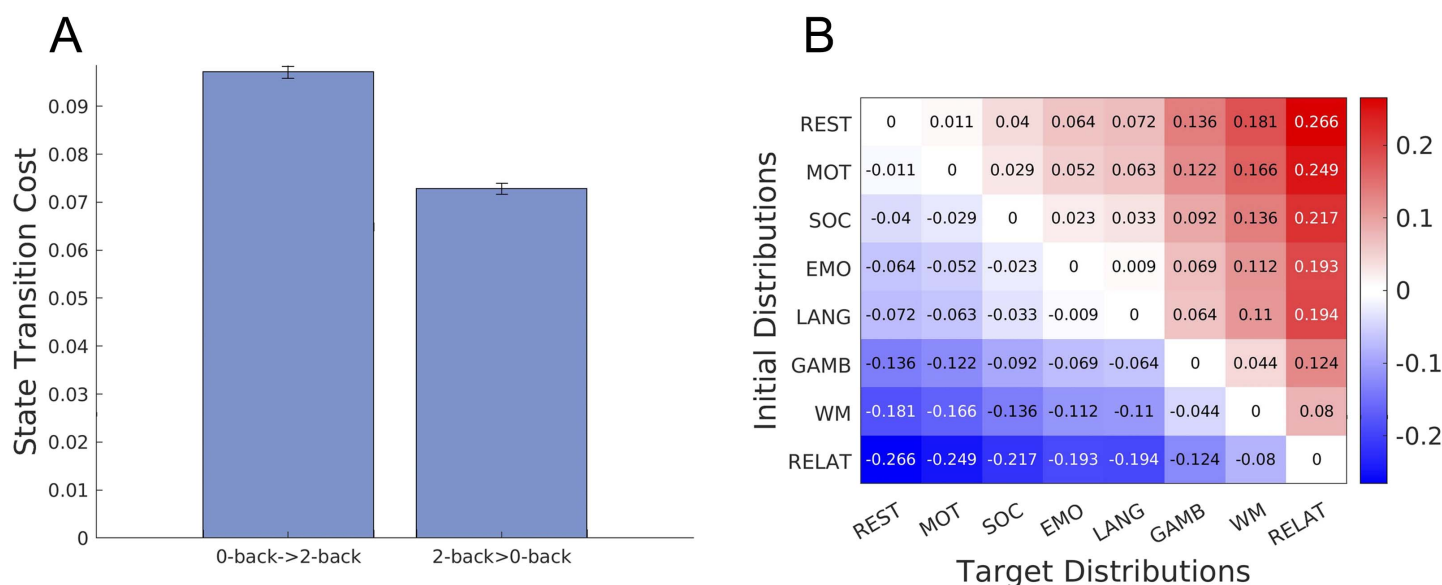 A
State Transition Cost
0.09
0.08
0.07
0.06
0.05
0.04
0.03
0.02
0.01
0
0-back->2-back 2-back>0-back
B
Initial Distributions
REST 0 0.011 0.04 0.064 0.072 0.136 0.181 0.266
MOT -0.011 0 0.029 0.052 0.063 0.122 0.166 0.249
SOC -0.04 -0.029 0 0.023 0.033 0.092 0.136 0.217
EMO -0.064 -0.052 -0.023 0 0.009 0.069 0.112 0.193
LANG -0.072 -0.063 -0.033 -0.009 0 0.064 0.11 0.194
GAMB -0.136 -0.122 -0.092 -0.069 -0.064 0 0.044 0.124
WM -0.181 -0.166 -0.136 -0.112 -0.11 -0.044 0 0.08
RELAT -0.266 -0.249 -0.217 -0.193 -0.194 -0.124 -0.08 0
REST MOT SOC EMO LANG GAMB WM RELAT
Target Distributions
0.2
0.1
0
-0.1
-0.2